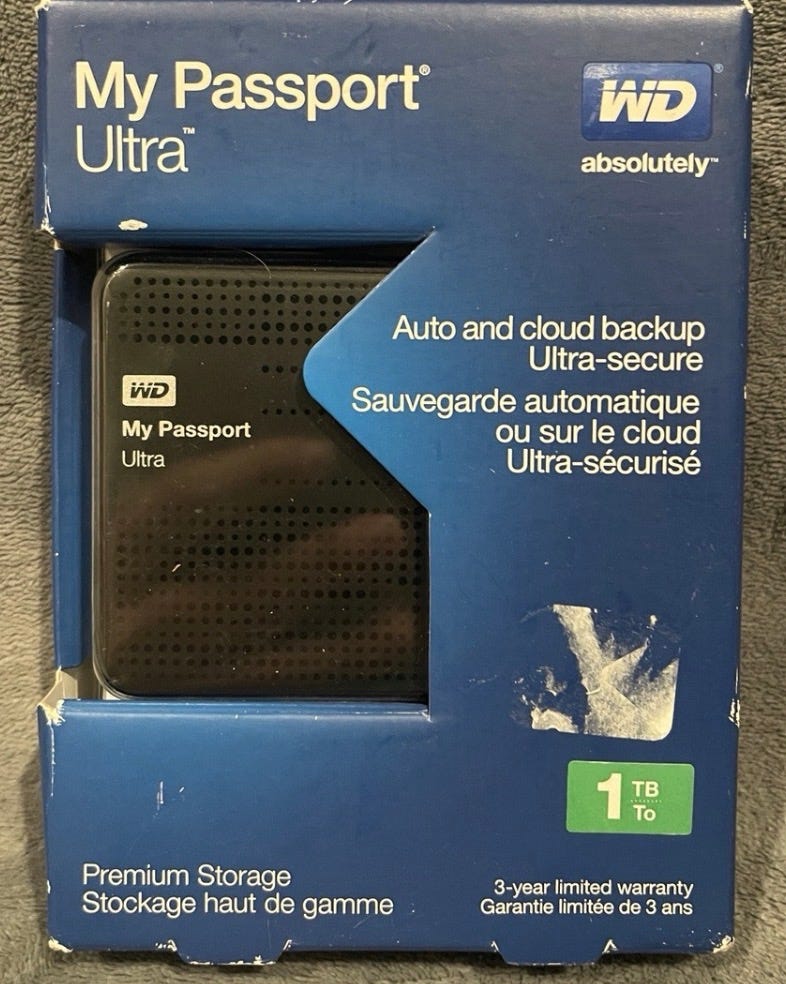 My Passport®
Ultra™
WD®
absolutely™
Auto and cloud backup
Ultra-secure
Sauvegarde automatique
ou sur le cloud
Ultra-sécurisé
WD
My Passport
Ultra
1 TB
To
Premium Storage
Stockage haut de gamme
3-year limited warranty
Garantie limitée de 3 ans